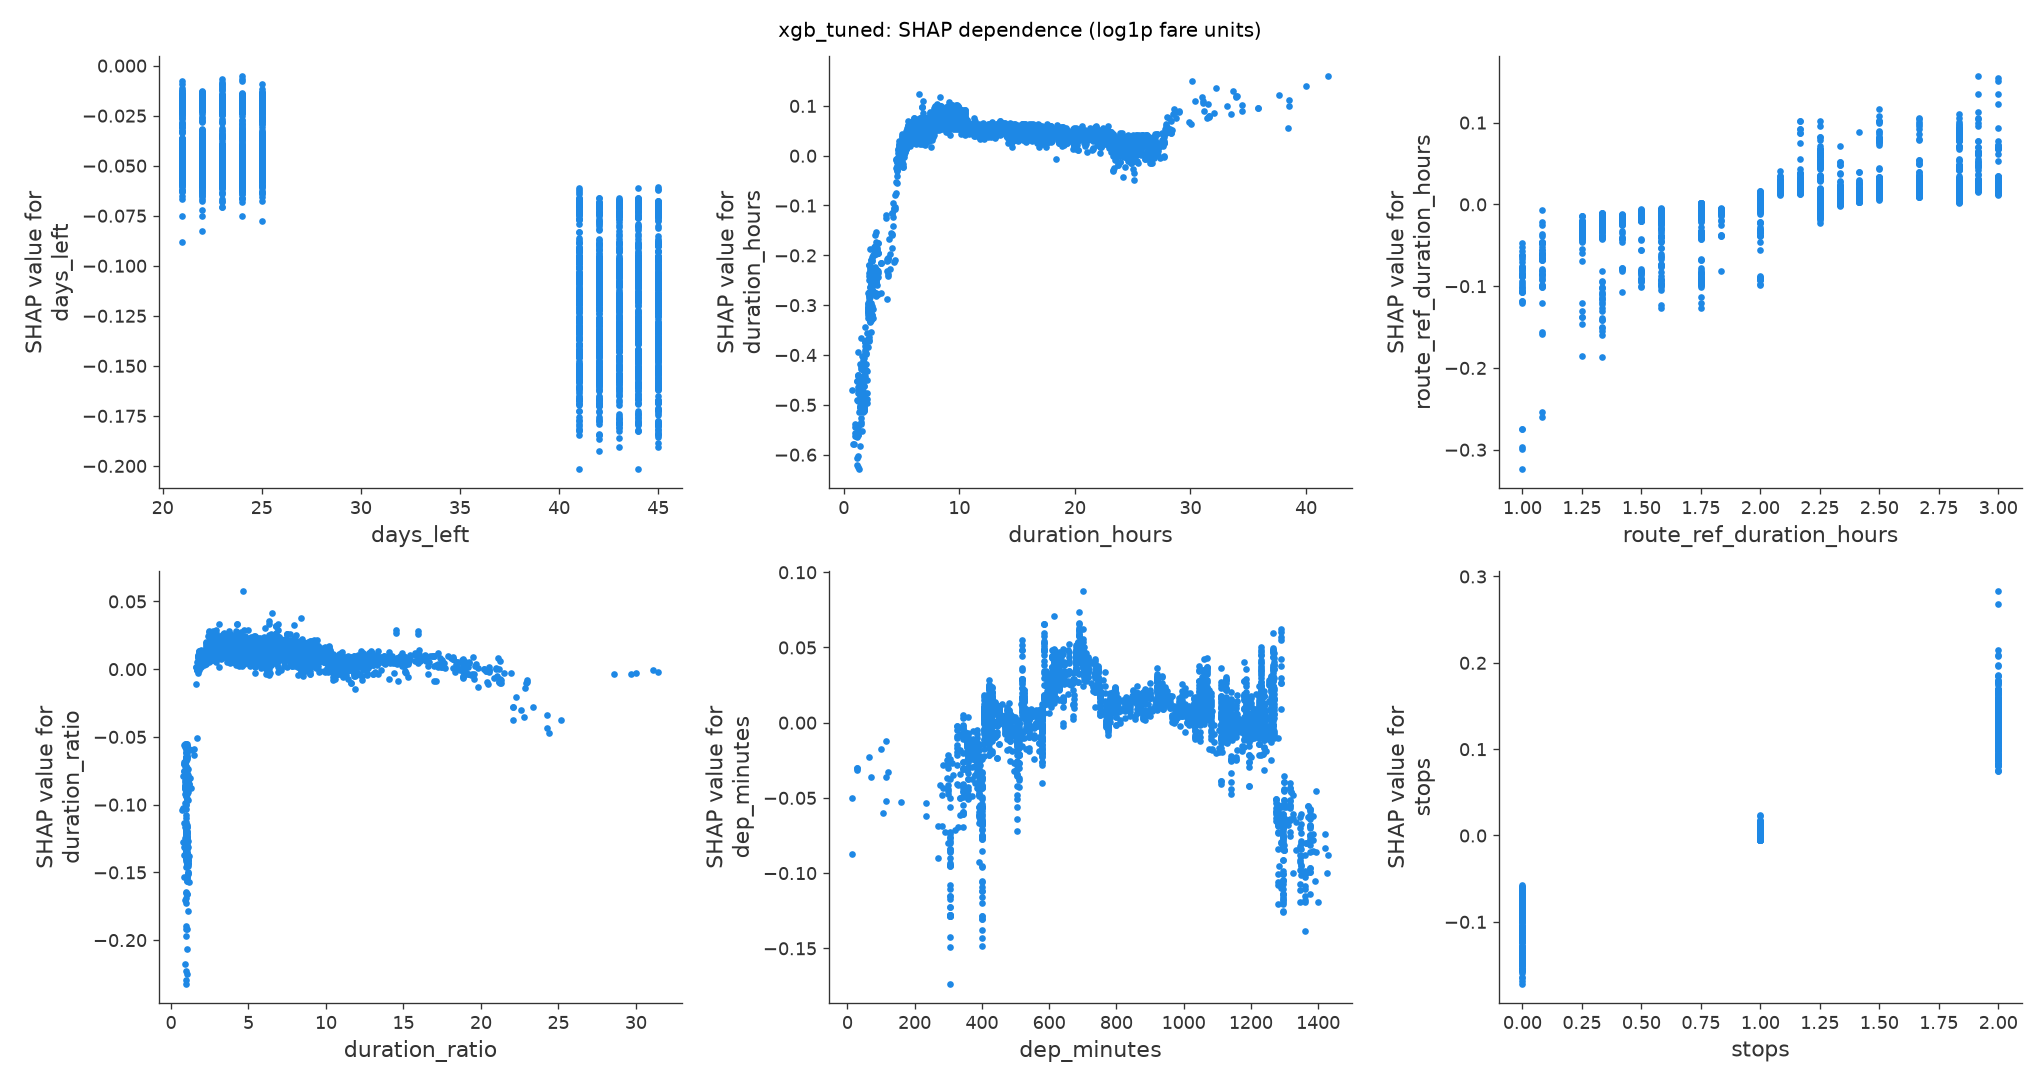 xgb_tuned: SHAP dependence (log1p fare units)
SHAP value for
days_left
0.000
−0.025
−0.050
−0.075
−0.100
−0.125
−0.150
−0.175
−0.200
20 25 30 35 40 45
days_left
SHAP value for
duration_hours
0.1
0.0
−0.1
−0.2
−0.3
−0.4
−0.5
−0.6
0 10 20 30 40
duration_hours
SHAP value for
route_ref_duration_hours
0.1
0.0
−0.1
−0.2
−0.3
1.00 1.25 1.50 1.75 2.00 2.25 2.50 2.75 3.00
route_ref_duration_hours
SHAP value for
duration_ratio
0.05
0.00
−0.05
−0.10
−0.15
−0.20
0 5 10 15 20 25 30
duration_ratio
SHAP value for
dep_minutes
0.10
0.05
0.00
−0.05
−0.10
−0.15
0 200 400 600 800 1000 1200 1400
dep_minutes
SHAP value for
stops
0.3
0.2
0.1
0.0
−0.1
0.00 0.25 0.50 0.75 1.00 1.25 1.50 1.75 2.00
stops